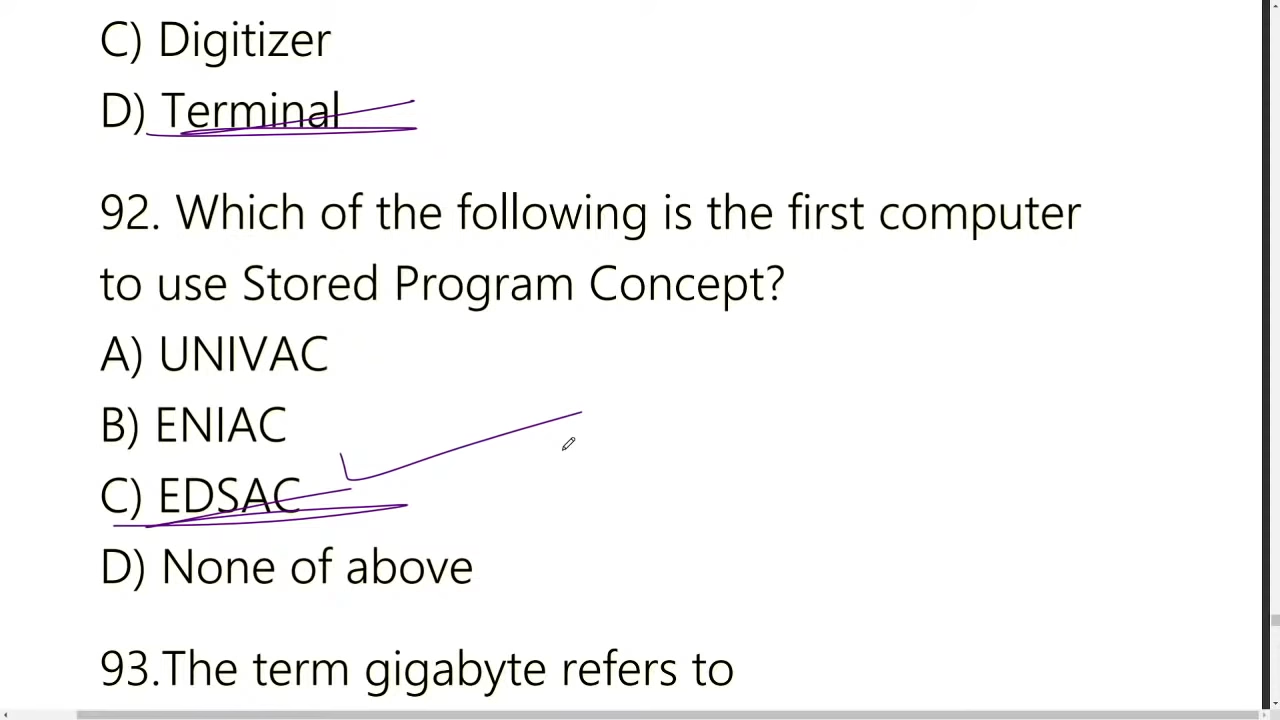 C) Digitizer
D) Terminal
92. Which of the following is the first computer
to use Stored Program Concept?
A) UNIVAC
B) ENIAC
C) EDSAC
D) None of above
93.The term gigabyte refers to